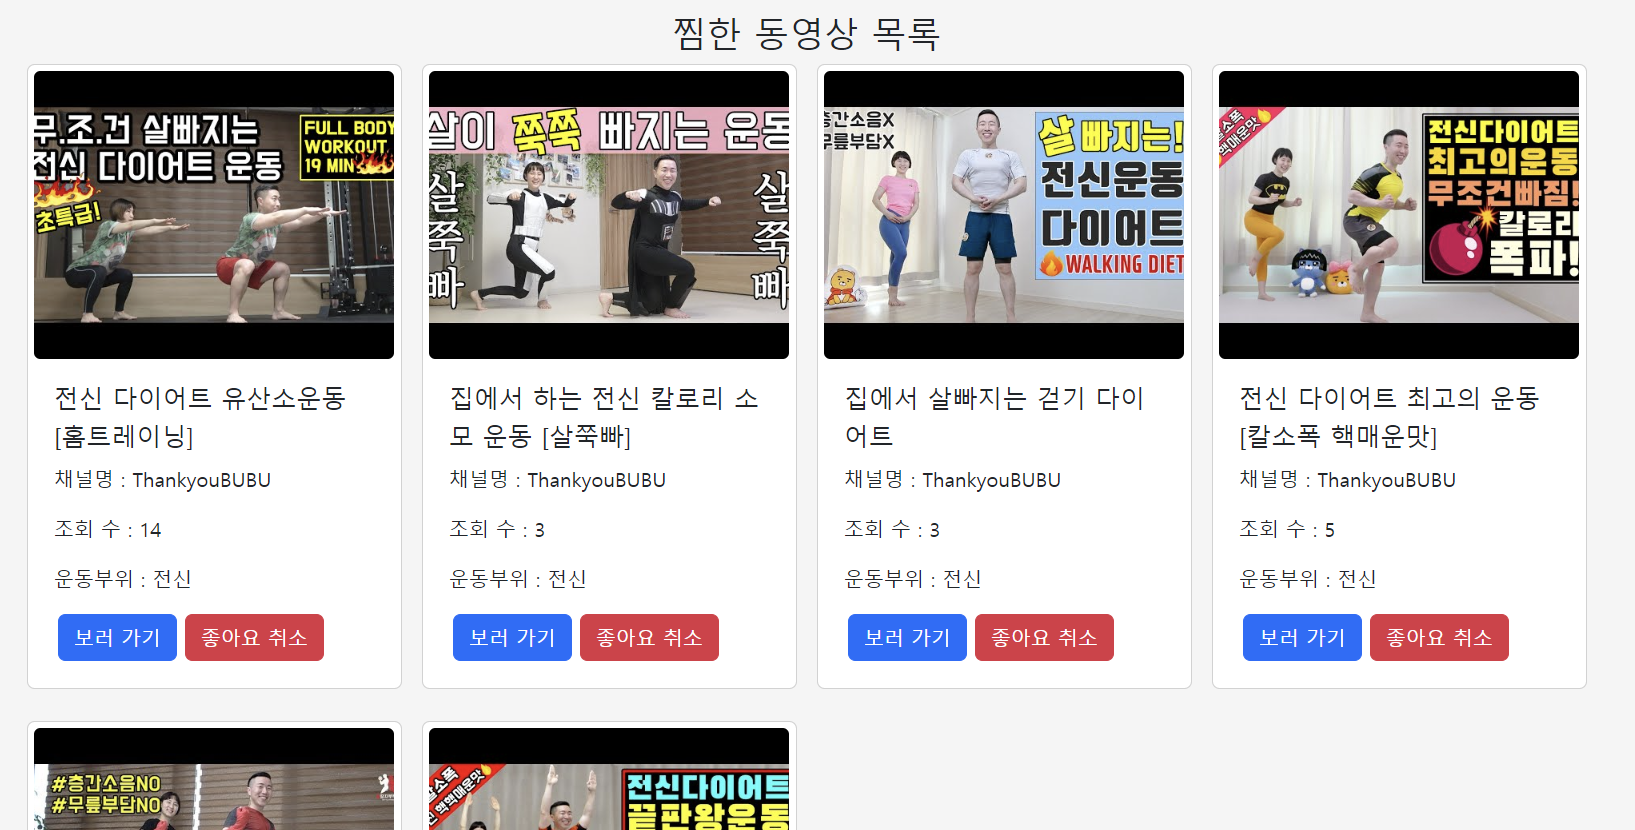 찜한 동영상 목록
무.조.건 살빠지는
전신 다이어트 운동
FULL BODY
WORKOUT
19 MIN
초특급!
전신 다이어트 유산소운동
[홈트레이닝]
채널명 : ThankyouBUBU
조회 수 : 14
운동부위 : 전신
보러 가기
좋아요 취소
살이 쭉쭉 빠지는 운동
살
쭉
빠
살
쭉
빠
집에서 하는 전신 칼로리 소
모 운동 [살쭉빠]
채널명 : ThankyouBUBU
조회 수 : 3
운동부위 : 전신
보러 가기
좋아요 취소
층간소음X
무릎부담X
살 빠지는!
전신운동
다이어트
WALKING DIET
집에서 살빠지는 걷기 다이
어트
채널명 : ThankyouBUBU
조회 수 : 3
운동부위 : 전신
보러 가기
좋아요 취소
칼소폭
핵매운맛
전신다이어트
최고의운동
무조건빠짐!
칼로리
폭파!
전신 다이어트 최고의 운동
[칼소폭 핵매운맛]
채널명 : ThankyouBUBU
조회 수 : 5
운동부위 : 전신
보러 가기
좋아요 취소
#층간소음NO
#무릎부담NO
칼소폭
핵핵매운맛
전신다이어트
끝판왕운동